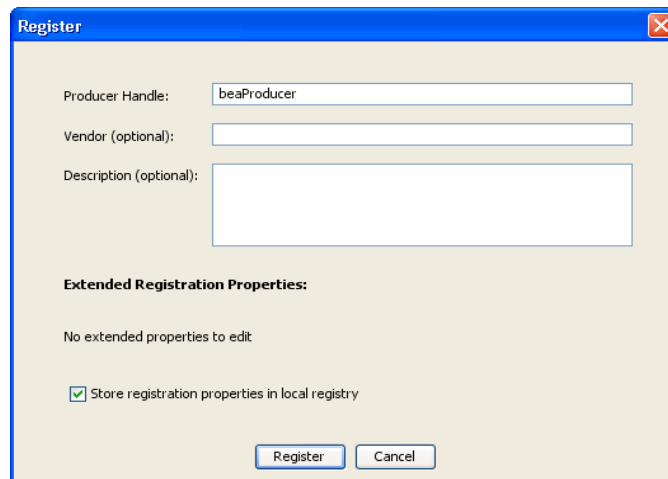 Register
Producer Handle: beaProducer
Vendor (optional):
Description (optional):
Extended Registration Properties:
No extended properties to edit
Store registration properties in local registry
Register Cancel